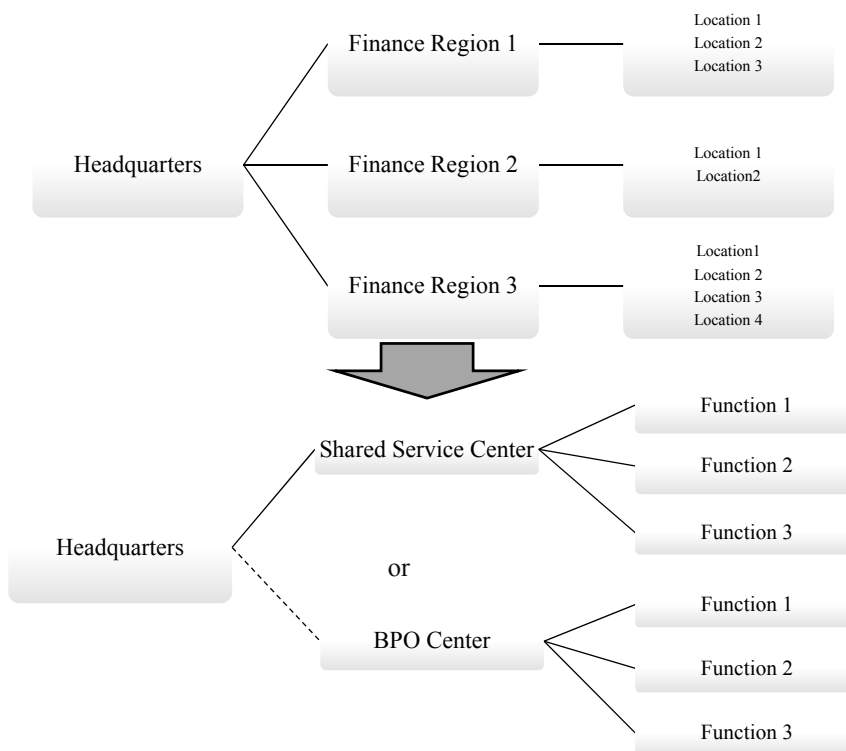 Headquarters
Finance Region 1
Location 1
Location 2
Location 3
Finance Region 2
Location 1
Location2
Finance Region 3
Location1
Location 2
Location 3
Location 4
Headquarters
Shared Service Center
Function 1
Function 2
Function 3
or
BPO Center
Function 1
Function 2
Function 3